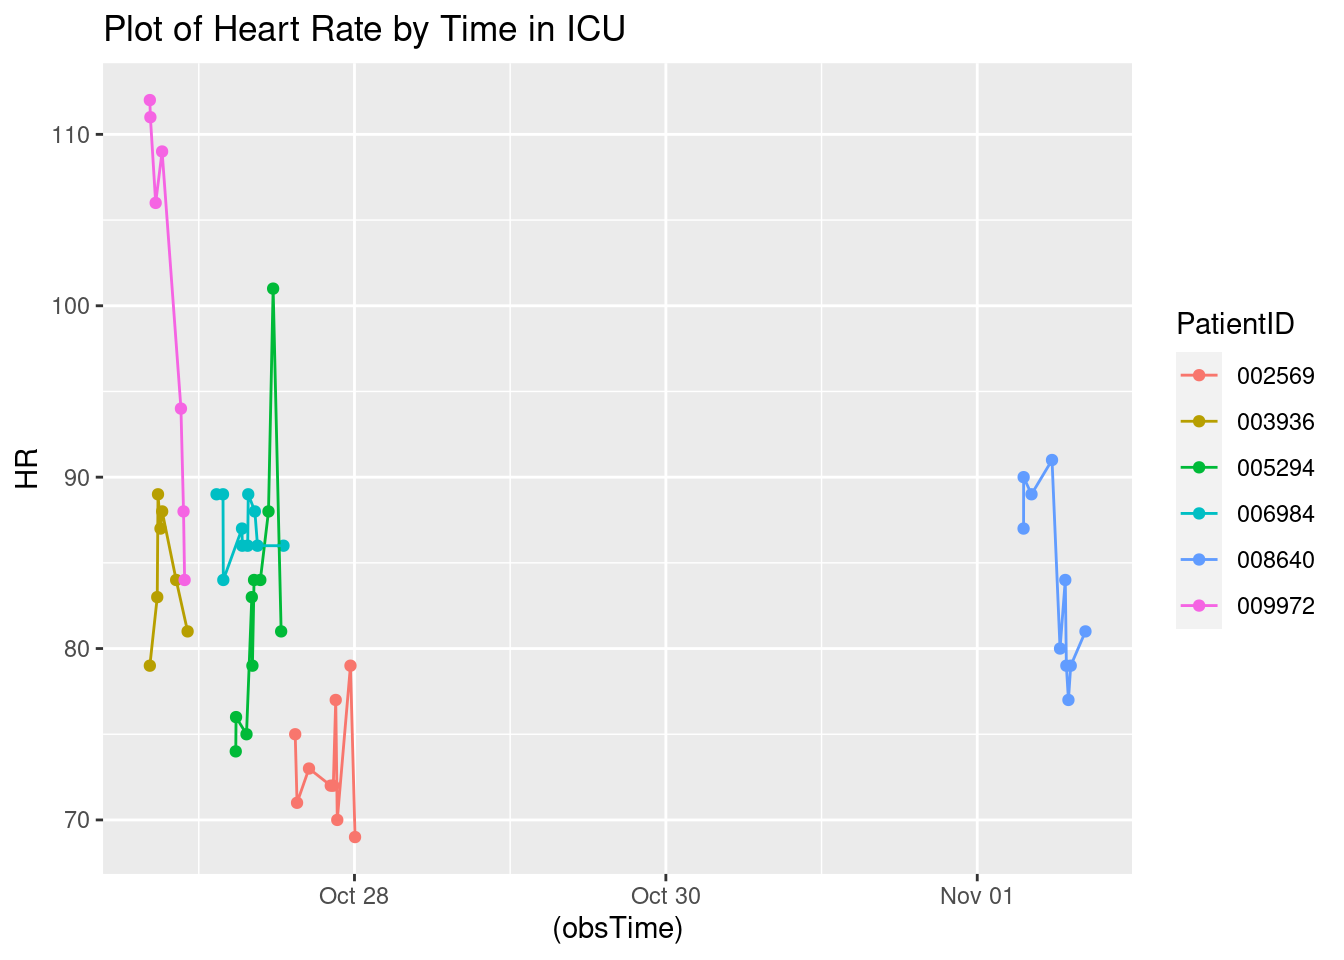 Plot of Heart Rate by Time in ICU
110
100
90
80
70
HR
Oct 28
Oct 30
Nov 01
(obsTime)
PatientID
002569
003936
005294
006984
008640
009972